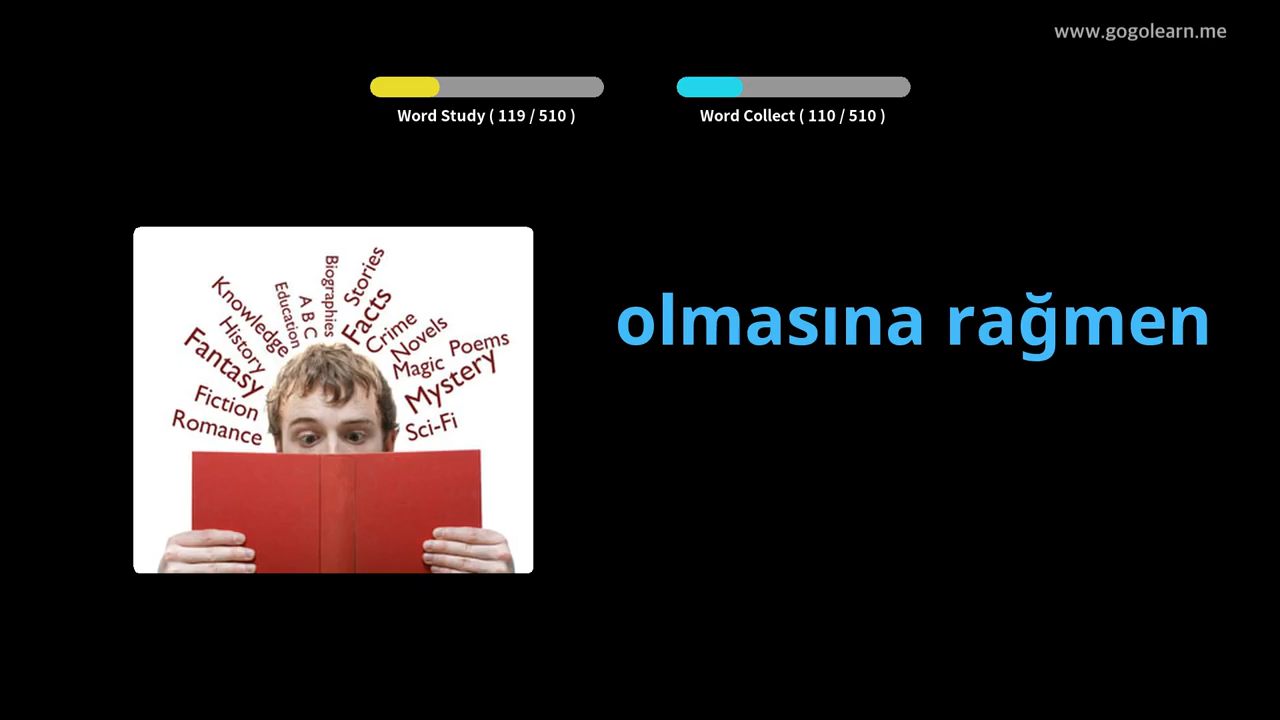 www.gogolearn.me
Word Study ( 119 / 510 )
Word Collect ( 110 / 510 )
olmasına rağmen
Biographies
Stories
Knowledge
Education
A B C
Facts
History
Crime
Novels
Fantasy
Magic
Poems
Mystery
Fiction
Romance
Sci-Fi